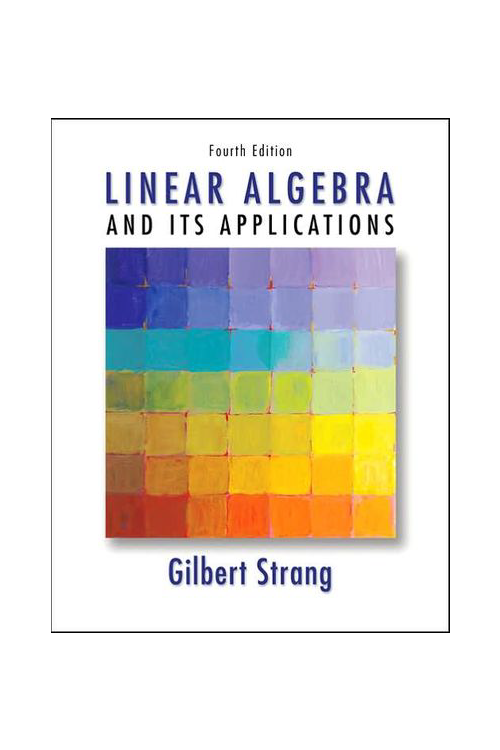 Fourth Edition
LINEAR ALGEBRA
AND ITS APPLICATIONS
Gilbert Strang